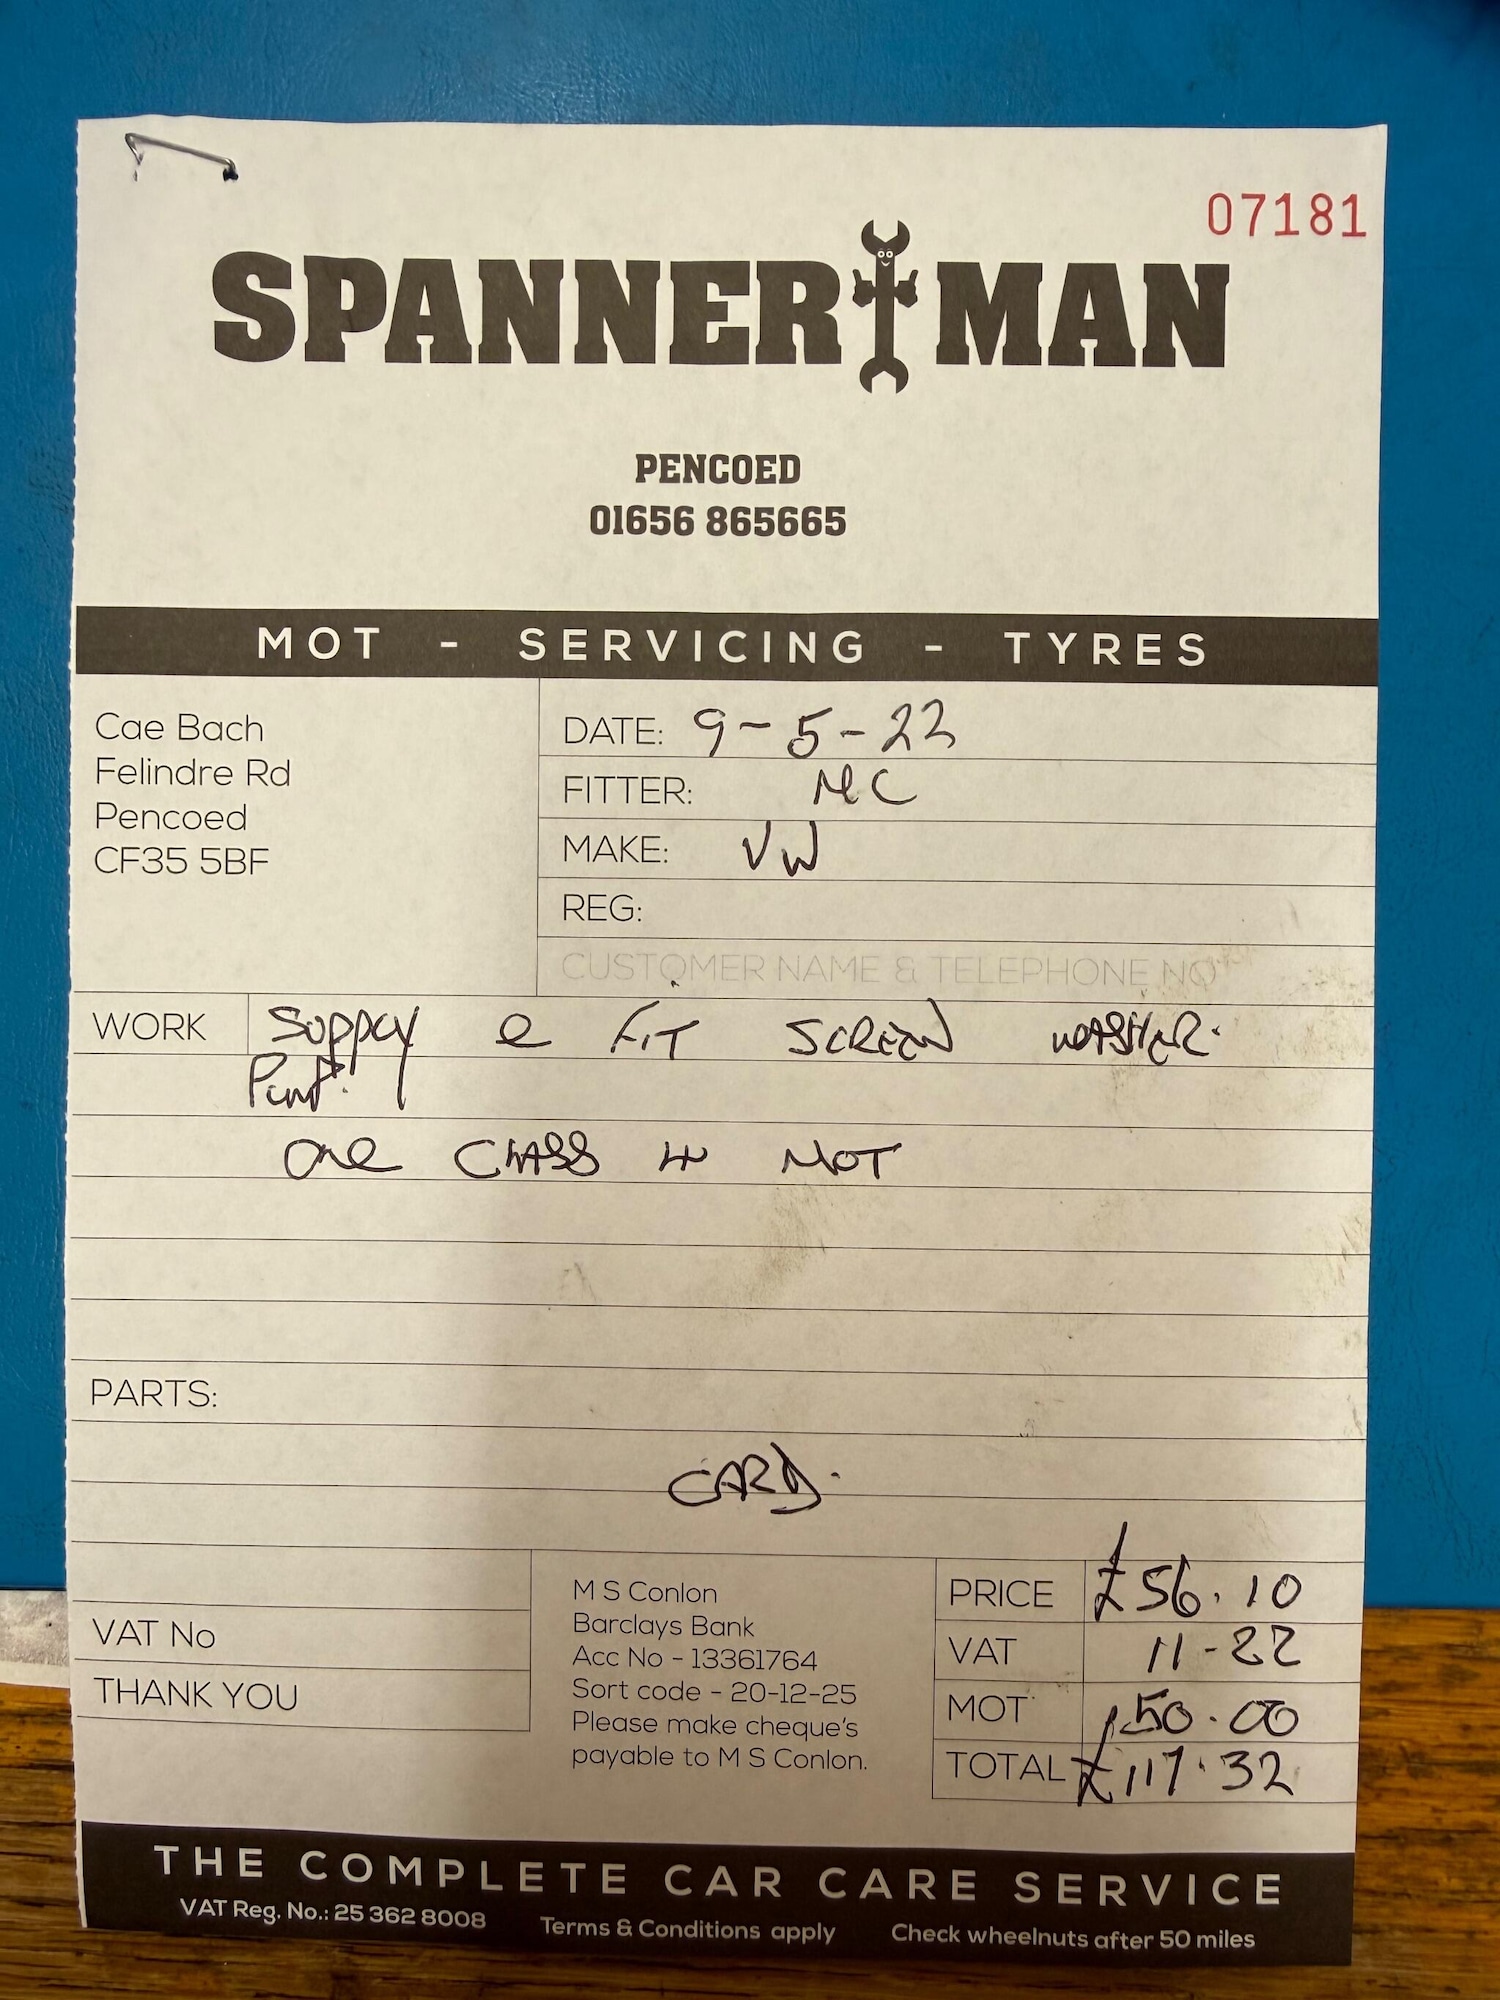 07181
SPANNER MAN
PENCOED
01656 865665
MOT - SERVICING - TYRES
Cae Bach
Felindre Rd
Pencoed
CF35 5BF
DATE: 9-5-22
FITTER: MC
MAKE: VW
REG:
CUSTOMER NAME & TELEPHONE NO
WORK Supply & FiT SCREEN WASHER.
Pump.
One CLASS IV MOT
PARTS:
CARD.
VAT No
THANK YOU
M S Conlon
Barclays Bank
Acc No - 13361764
Sort code - 20-12-25
Please make cheque's
payable to M S Conlon.
PRICE £56.10
VAT 11-22
MOT 50.00
TOTAL £117.32
THE COMPLETE CAR CARE SERVICE
VAT Reg. No.: 25 362 8008 Terms & Conditions apply Check wheelnuts after 50 miles